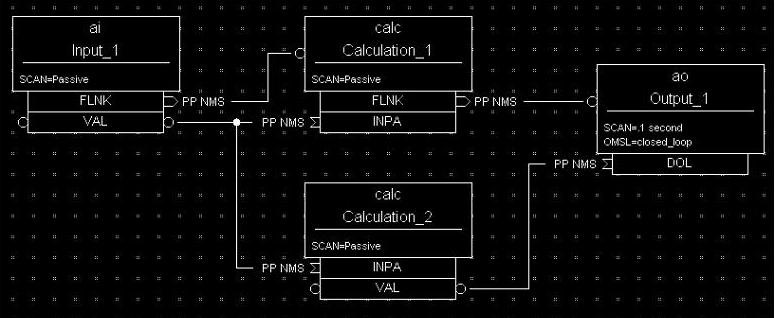 ai
Input_1
SCAN=Passive
FLNK
PP NMS
VAL
calc
Calculation_1
SCAN=Passive
FLNK
PP NMS
PP NMS
INPA
ao
Output_1
SCAN=.1 second
OMSL=closed_loop
PP NMS
DOL
calc
Calculation_2
SCAN=Passive
PP NMS
INPA
VAL